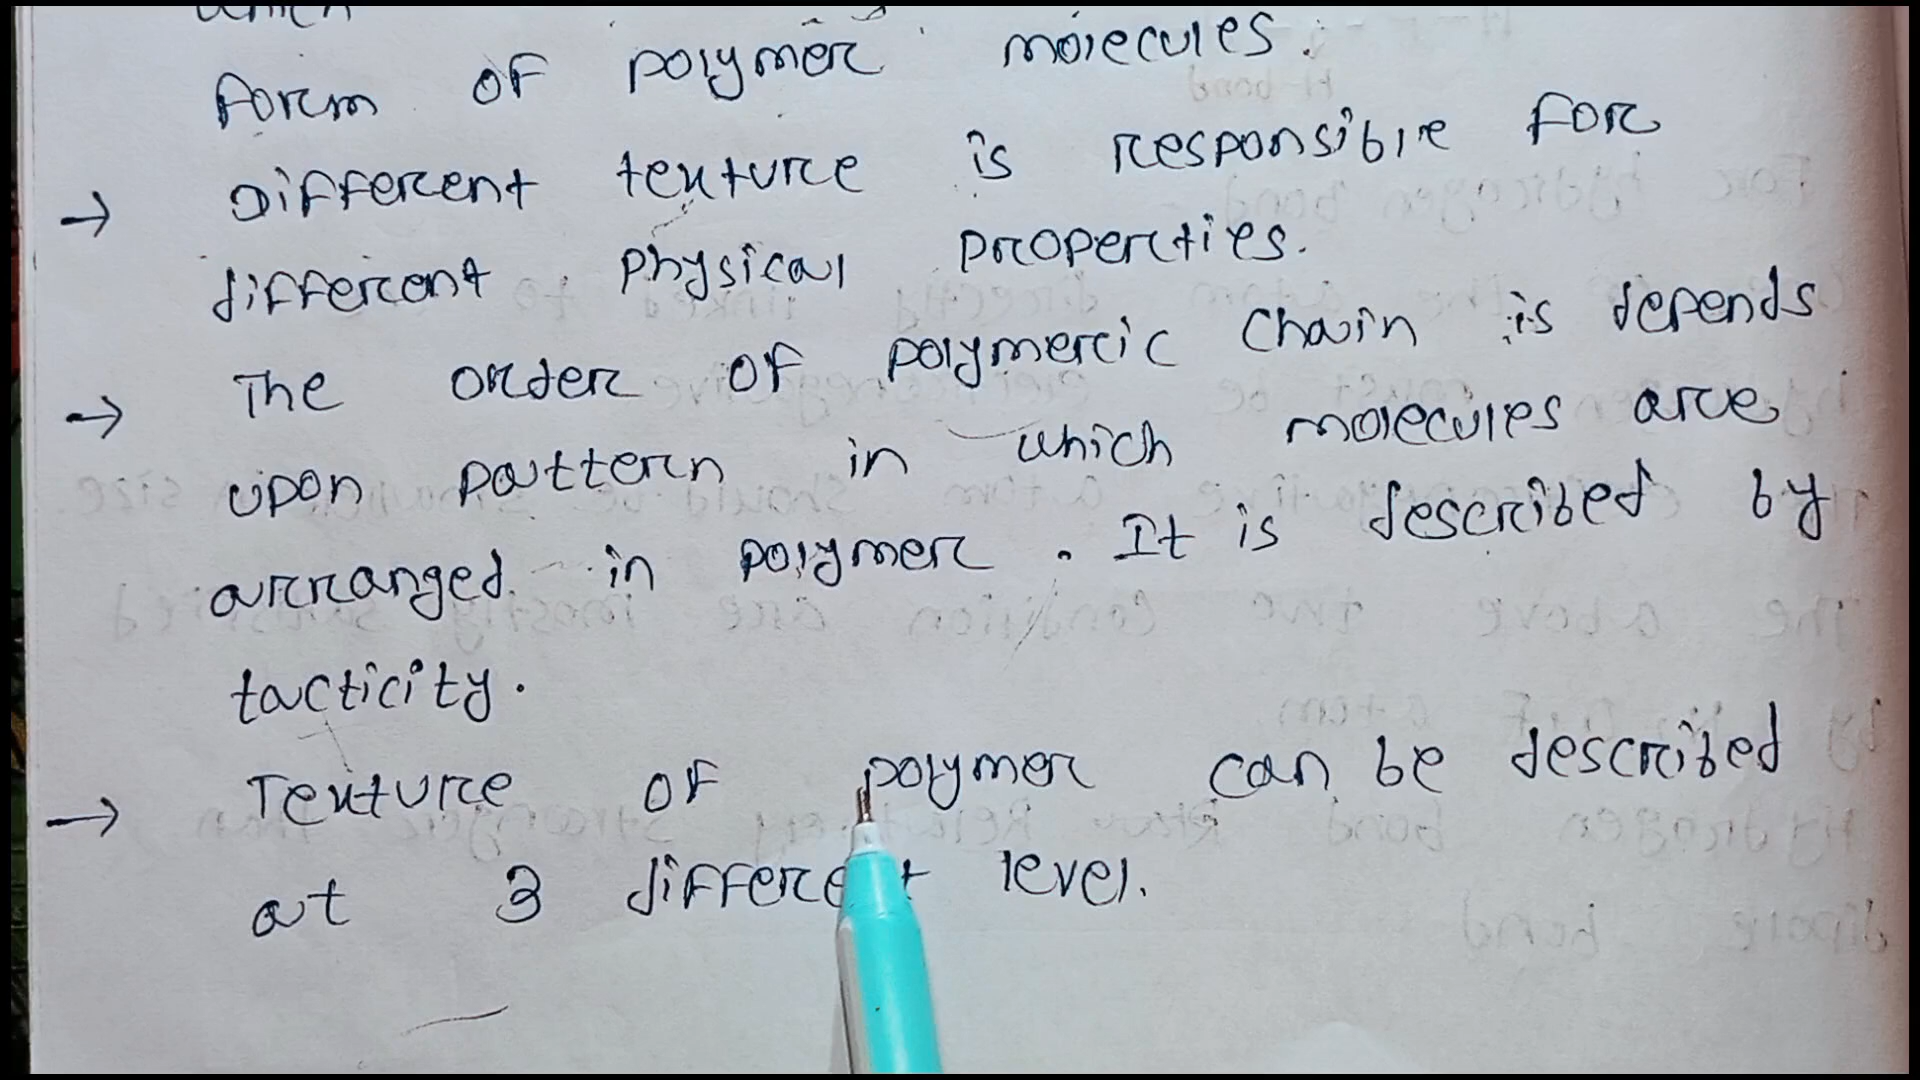 which
form of polymer molecules.
→ Different texture is responsible for
different physical properties.
→ The order of polymeric chain is depends
upon pattern in which molecules are
arranged in polymer. It is described by
tacticity.
→ Texture of polymer can be described
at 3 different level.